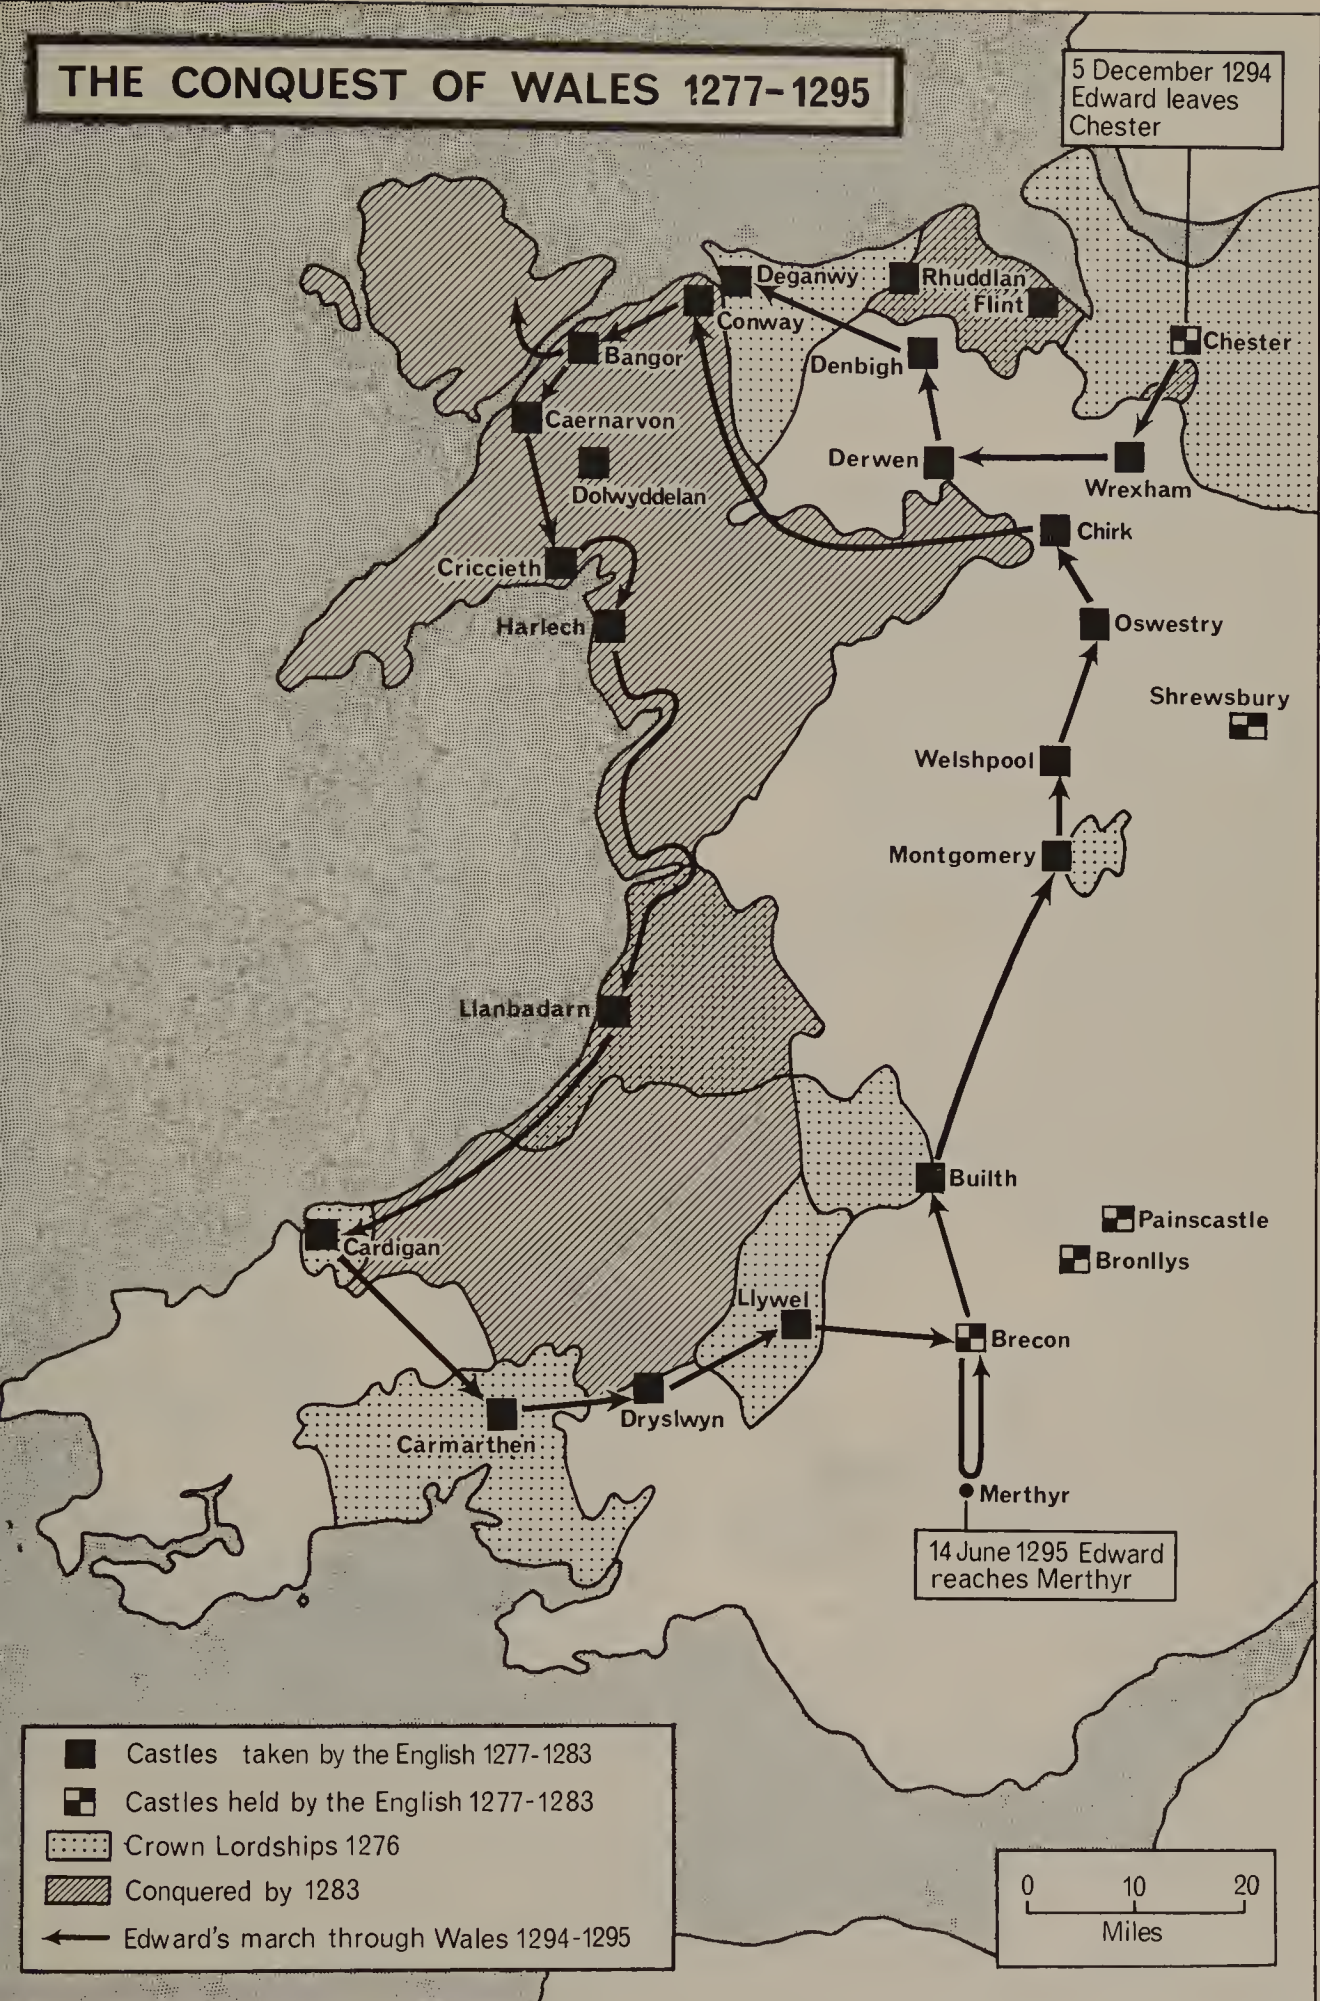 THE CONQUEST OF WALES 1277-1295
5 December 1294
Edward leaves
Chester
Deganwy
Rhuddlan
Flint
Conway
Chester
Bangor
Denbigh
Caernarvon
Derwen
Wrexham
Dolwyddelan
Chirk
Criccieth
Harlech
Oswestry
Shrewsbury
Welshpool
Montgomery
Llanbadarn
Builth
Painscastle
Cardigan
Bronllys
Llywel
Brecon
Dryslwyn
Carmarthen
Merthyr
14 June 1295 Edward
reaches Merthyr
Castles taken by the English 1277-1283
Castles held by the English 1277-1283
Crown Lordships 1276
Conquered by 1283
Edward's march through Wales 1294-1295
0 10 20
Miles